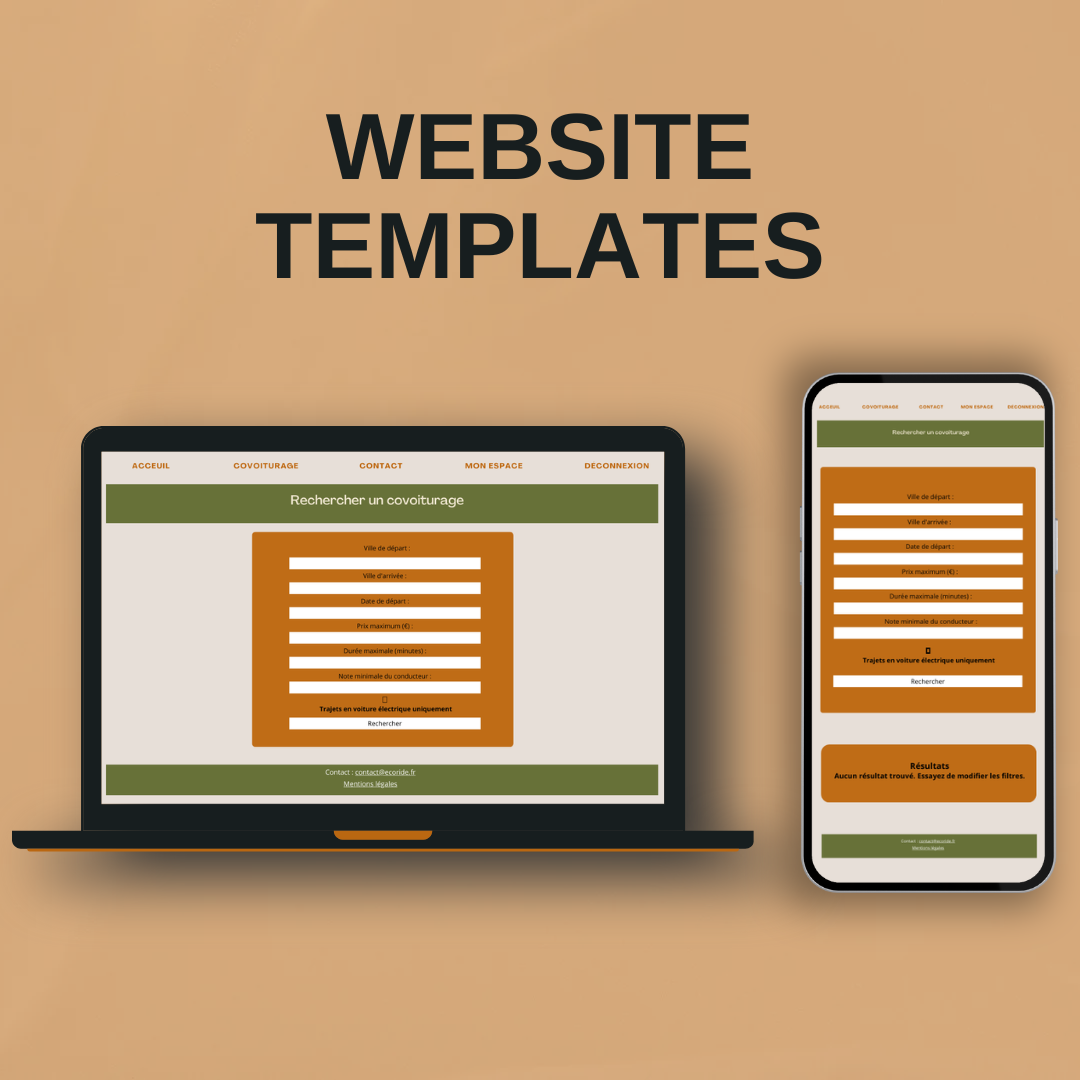 WEBSITE
TEMPLATES
ACCEUIL COVOITURAGE CONTACT MON ESPACE DECONNEXION
Rechercher un covoiturage
Ville de départ :
Ville d'arrivée :
Date de départ :
Prix maximum (€) :
Durée maximale (minutes) :
Note minimale du conducteur :
Trajets en voiture électrique uniquement
Rechercher
Contact : contact@ecoride.fr
Mentions légales
ACCEUIL COVOITURAGE CONTACT MON ESPACE DECONNEXION
Rechercher un covoiturage
Ville de départ :
Ville d'arrivée :
Date de départ :
Prix maximum (€) :
Durée maximale (minutes) :
Note minimale du conducteur :
Trajets en voiture électrique uniquement
Rechercher
Résultats
Aucun résultat trouvé. Essayez de modifier les filtres.
Contact : contact@ecoride.fr
Mentions légales